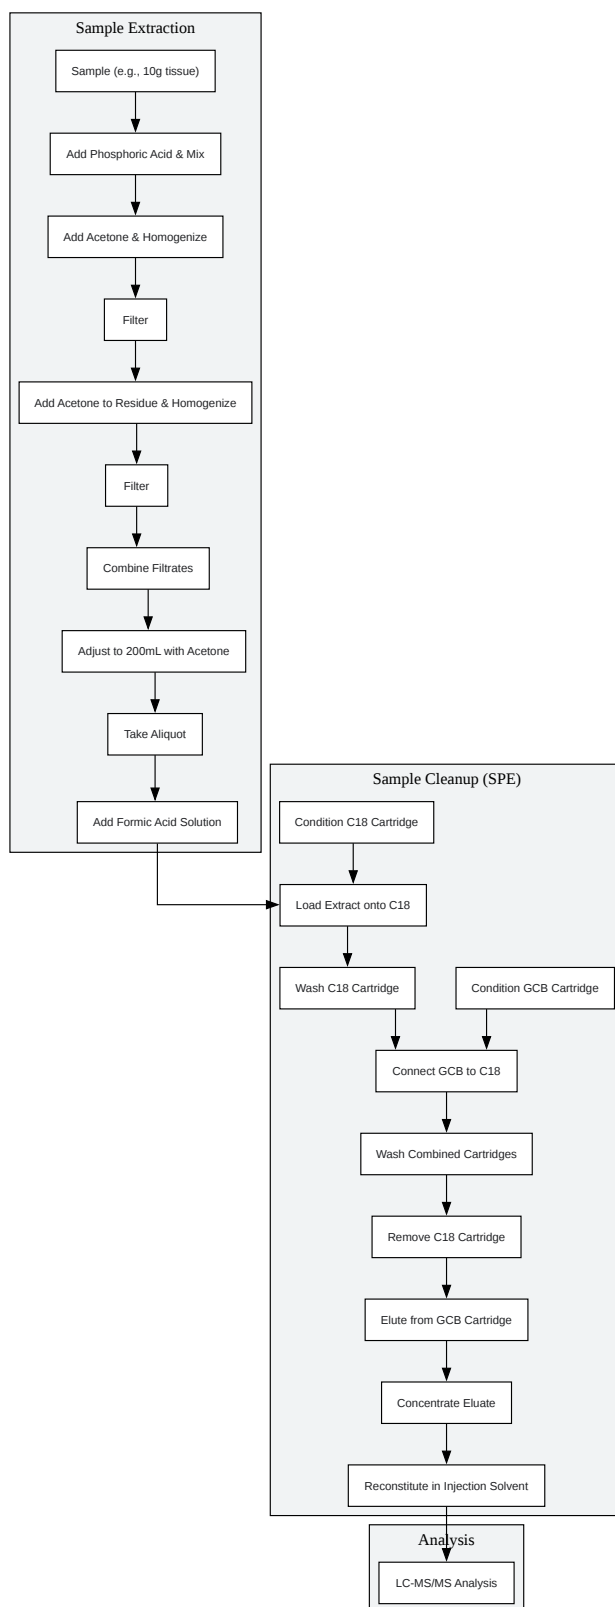 Sample Extraction
Sample (e.g., 10g tissue)
Add Phosphoric Acid & Mix
Add Acetone & Homogenize
Filter
Add Acetone to Residue & Homogenize
Filter
Combine Filtrates
Adjust to 200mL with Acetone
Take Aliquot
Add Formic Acid Solution
Sample Cleanup (SPE)
Condition C18 Cartridge
Load Extract onto C18
Wash C18 Cartridge
Condition GCB Cartridge
Connect GCB to C18
Wash Combined Cartridges
Remove C18 Cartridge
Elute from GCB Cartridge
Concentrate Eluate
Reconstitute in Injection Solvent
Analysis
LC-MS/MS Analysis